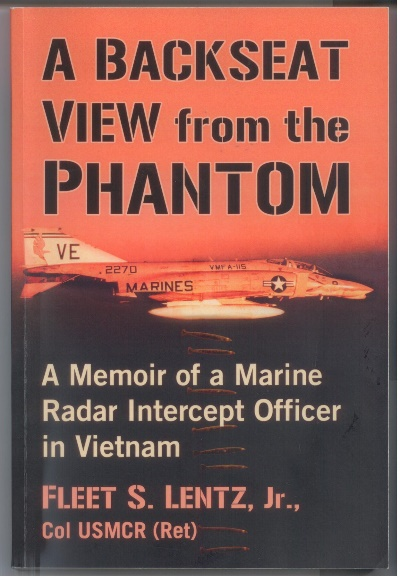 A BACKSEAT
VIEW from the
PHANTOM
VE
2270
VMFA-115
MARINES
A Memoir of a Marine
Radar Intercept Officer
in Vietnam
FLEET S. LENTZ, Jr.,
Col USMCR (Ret)